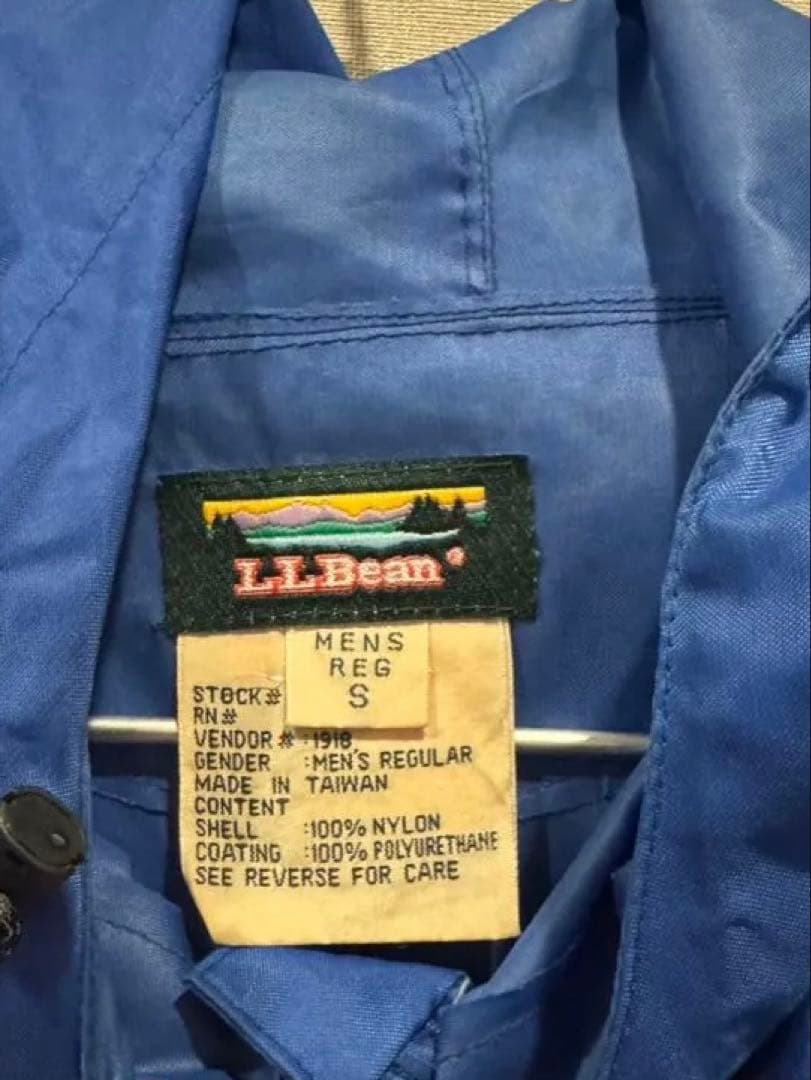 L.L.Bean®
MENS
REG
S
STOCK#
RN#
VENDOR # :1918
GENDER :MEN'S REGULAR
MADE IN TAIWAN
CONTENT
SHELL :100% NYLON
COATING :100% POLYURETHANE
SEE REVERSE FOR CARE